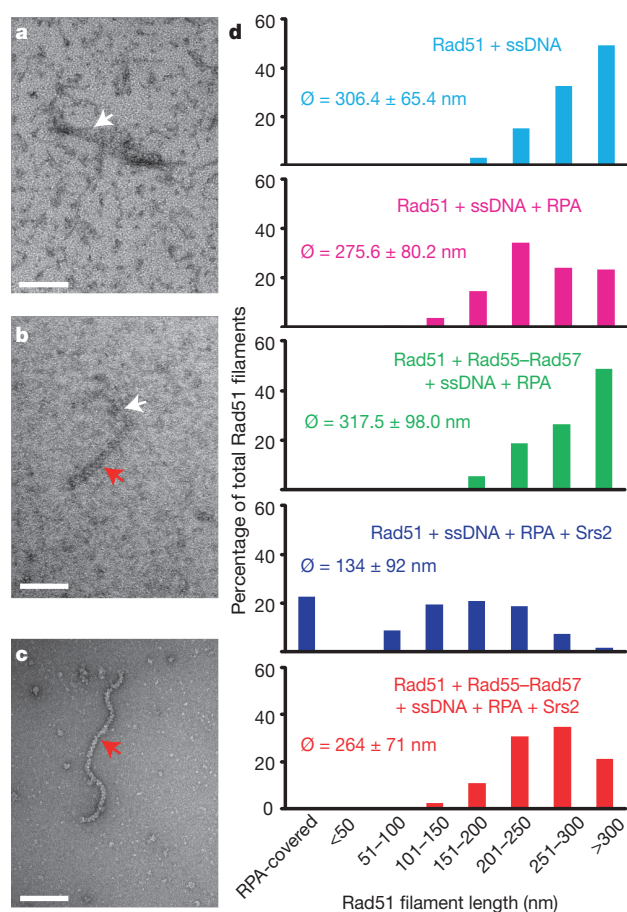 a
b
c
d
Percentage of total Rad51 filaments
60
40
20
Rad51 + ssDNA
Ø = 306.4 ± 65.4 nm
60
40
20
Rad51 + ssDNA + RPA
Ø = 275.6 ± 80.2 nm
60
40
20
Rad51 + Rad55–Rad57
+ ssDNA + RPA
Ø = 317.5 ± 98.0 nm
60
40
20
Rad51 + ssDNA + RPA + Srs2
Ø = 134 ± 92 nm
60
40
20
0
Rad51 + Rad55–Rad57
+ ssDNA + RPA + Srs2
Ø = 264 ± 71 nm
RPA-covered
<50
51–100
101–150
151–200
201–250
251–300
>300
Rad51 filament length (nm)